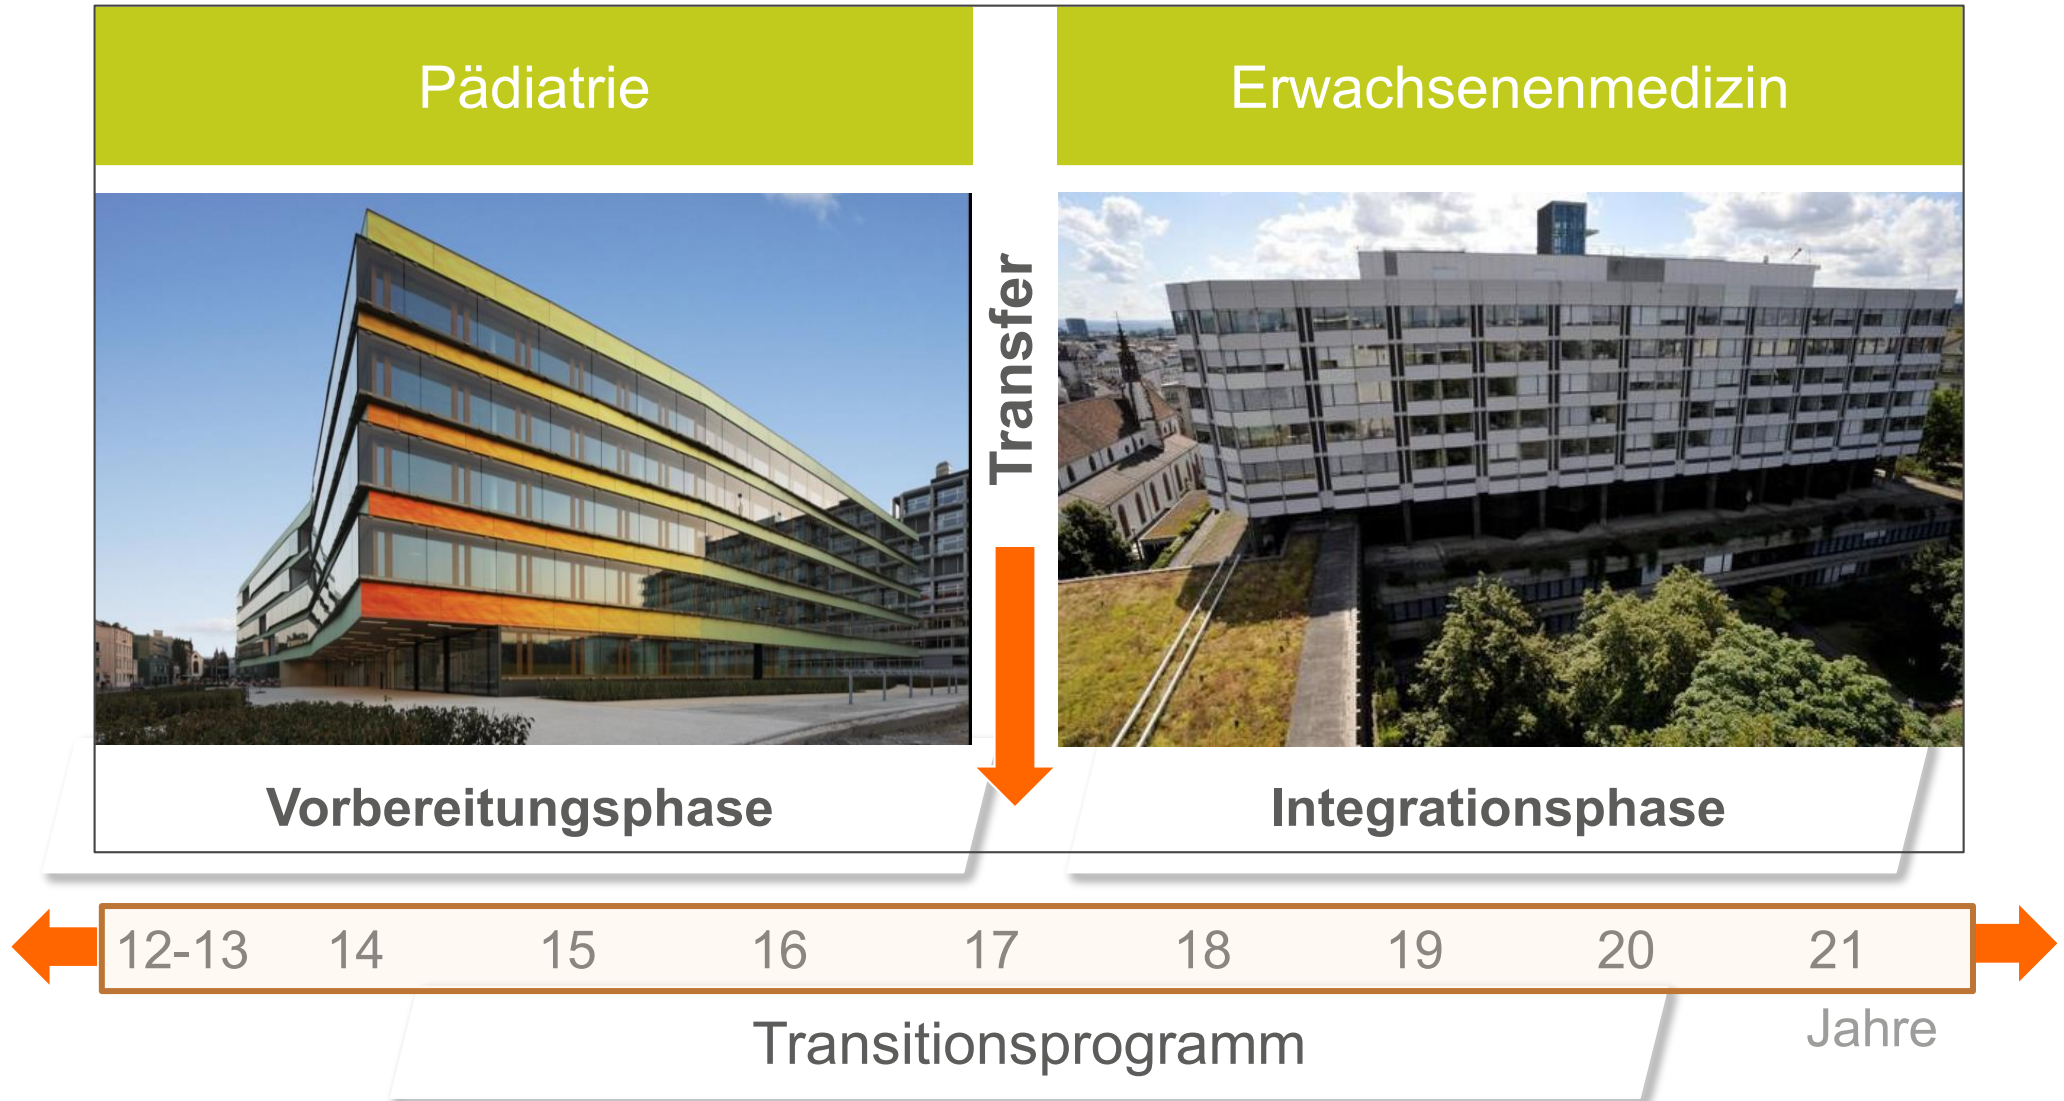 Pädiatrie
Erwachsenenmedizin
Transfer
Vorbereitungsphase
Integrationsphase
12-13 14 15 16 17 18 19 20 21
Jahre
Transitionsprogramm